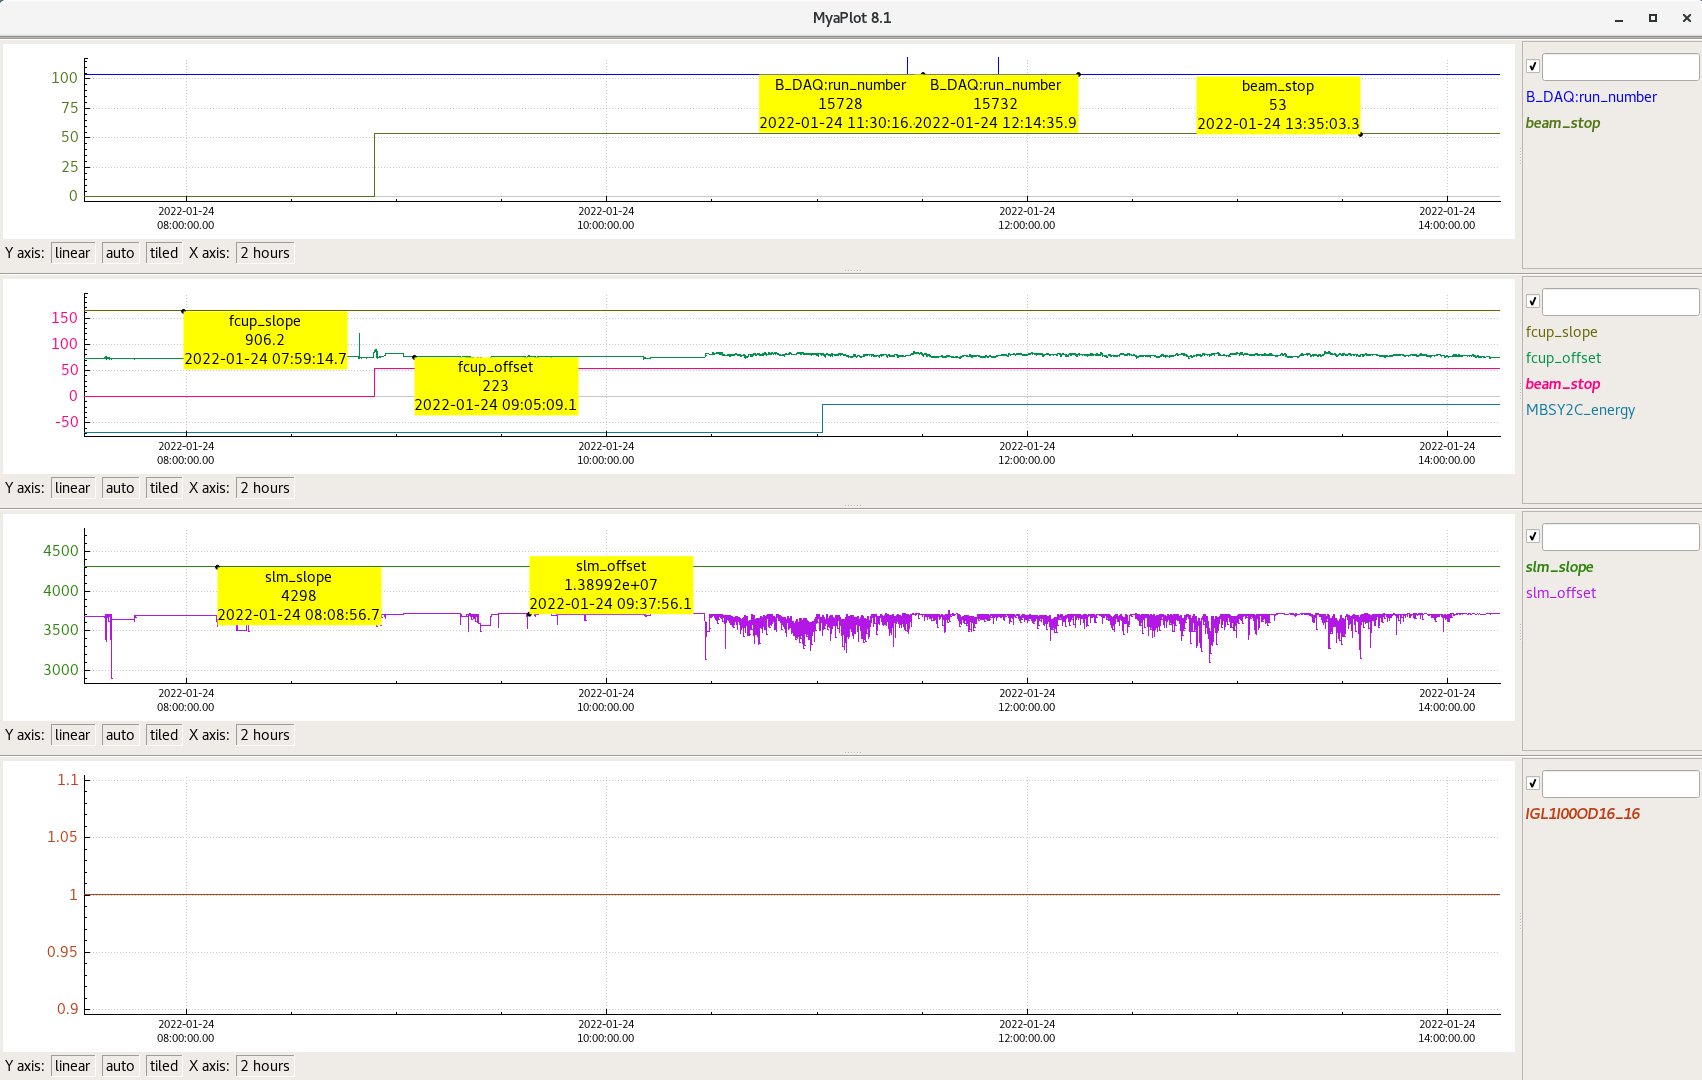 MyaPlot 8.1
100
75
50
25
0
B_DAQ:run_number
15728
2022-01-24 11:30:16.
B_DAQ:run_number
15732
2022-01-24 12:14:35.9
beam_stop
53
2022-01-24 13:35:03.3
2022-01-24
08:00:00.00
2022-01-24
10:00:00.00
2022-01-24
12:00:00.00
2022-01-24
14:00:00.00
B_DAQ:run_number
beam_stop
Y axis: linear auto tiled X axis: 2 hours
150
100
50
0
-50
fcup_slope
906.2
2022-01-24 07:59:14.7
fcup_offset
223
2022-01-24 09:05:09.1
2022-01-24
08:00:00.00
2022-01-24
10:00:00.00
2022-01-24
12:00:00.00
2022-01-24
14:00:00.00
fcup_slope
fcup_offset
beam_stop
MBSY2C_energy
Y axis: linear auto tiled X axis: 2 hours
4500
4000
3500
3000
slm_slope
4298
2022-01-24 08:08:56.7
slm_offset
1.38992e+07
2022-01-24 09:37:56.1
2022-01-24
08:00:00.00
2022-01-24
10:00:00.00
2022-01-24
12:00:00.00
2022-01-24
14:00:00.00
slm_slope
slm_offset
Y axis: linear auto tiled X axis: 2 hours
1.1
1.05
1
0.95
0.9
2022-01-24
08:00:00.00
2022-01-24
10:00:00.00
2022-01-24
12:00:00.00
2022-01-24
14:00:00.00
IGL1I00OD16_16
Y axis: linear auto tiled X axis: 2 hours